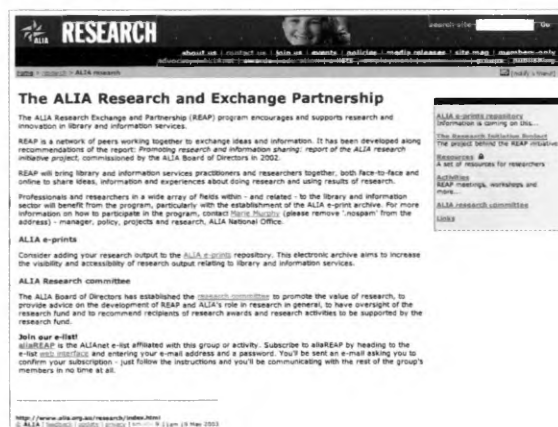 ALIA
RESEARCH
search site
Go
about us | contact us | join us | events | policies | media releases | site map | members-only
home > research > ALIA research
[notify a friend]
The ALIA Research and Exchange Partnership
The ALIA Research Exchange and Partnership (REAP) program encourages and supports research and
innovation in library and information services.
REAP is a network of peers working together to exchange ideas and information. It has been developed along
recommendations of the report: Promoting research and information sharing: report of the ALIA research
initiative project, commissioned by the ALIA Board of Directors in 2002.
REAP will bring library and information services practitioners and researchers together, both face-to-face and
online to share ideas, information and experiences about doing research and using results of research.
Professionals and researchers in a wide array of fields within - and related - to the library and information
sector will benefit from the program, particularly with the establishment of the ALIA e-print archive. For more
information on how to participate in the program, contact Marie Murphy (please remove '.nospam' from the
address) - manager, policy, projects and research, ALIA National Office.
ALIA e-prints
Consider adding your research output to the ALIA e-prints repository. This electronic archive aims to increase
the visibility and accessibility of research output relating to library and information services.
ALIA Research committee
The ALIA Board of Directors has established the research committee to promote the value of research, to
provide advice on the development of REAP and ALIA's role in research in general, to have oversight of the
research fund and to recommend recipients of research awards and research activities to be supported by the
research fund.
Join our e-list!
aliaREAP is the ALIAnet e-list affiliated with this group or activity. Subscribe to aliaREAP by heading to the
e-list web interface and entering your e-mail address and a password. You'll be sent an e-mail asking you to
confirm your subscription - just follow the instructions and you'll be communicating with the rest of the group's
members in no time at all.
http://www.alia.org.au/research/index.html
© ALIA | feedback | update | privacy | 9:11am 19 May 2003
ALIA e-prints repository
Information is coming on this...
The Research Initiative Project
The project behind the REAP initiative
Resources
A set of resources for researchers
Activities
REAP meetings, workshops and
more...
ALIA research committee
Links